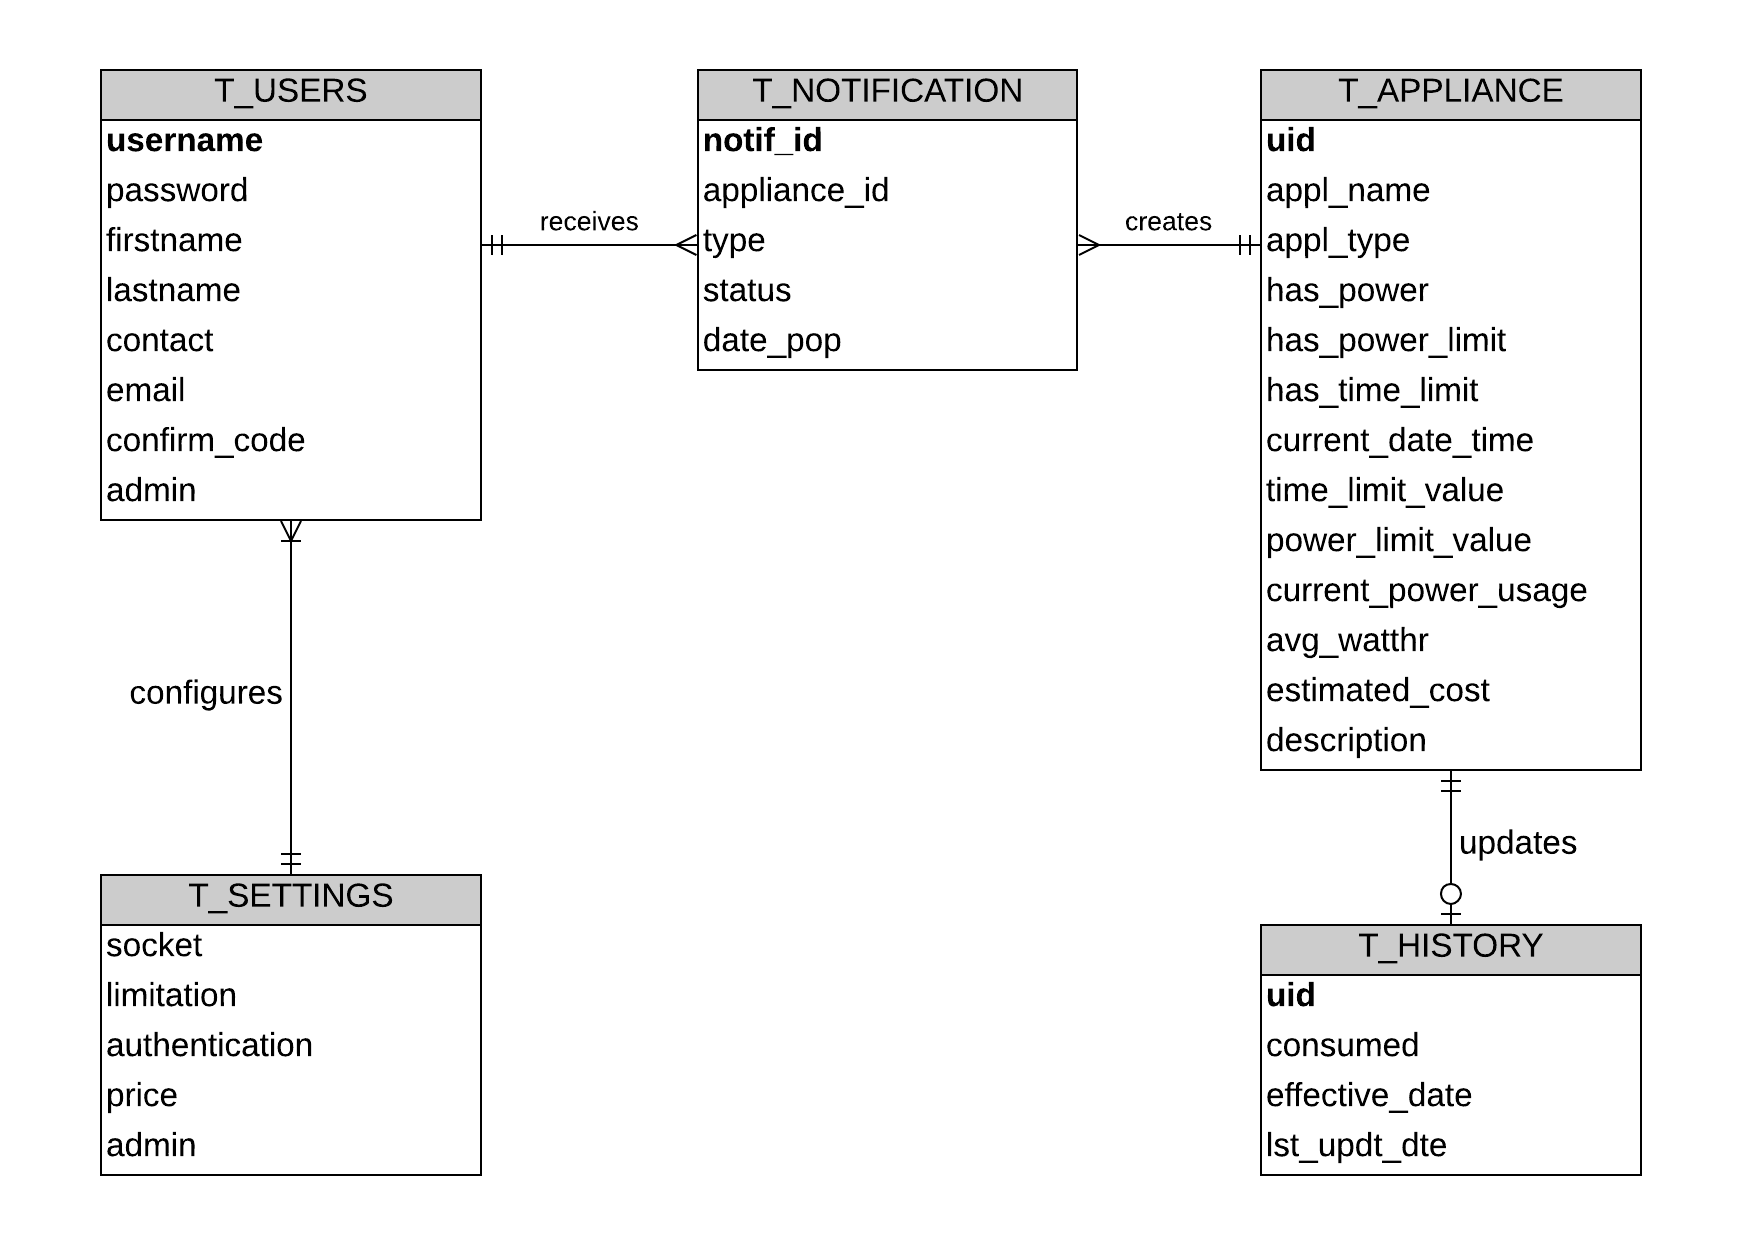 T_USERS
username
password
firstname
lastname
contact
email
confirm_code
admin
receives
T_NOTIFICATION
notif_id
appliance_id
type
status
date_pop
creates
T_APPLIANCE
uid
appl_name
appl_type
has_power
has_power_limit
has_time_limit
current_date_time
time_limit_value
power_limit_value
current_power_usage
avg_watthr
estimated_cost
description
configures
updates
T_SETTINGS
socket
limitation
authentication
price
admin
T_HISTORY
uid
consumed
effective_date
lst_updt_dte